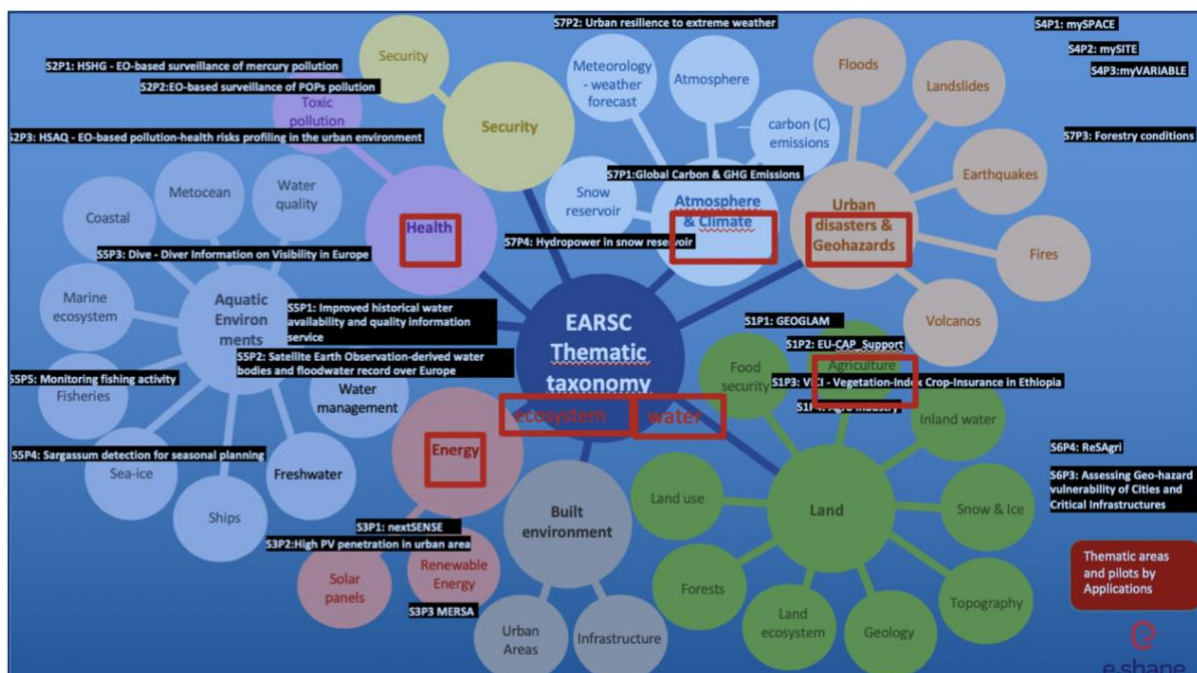 S7P2: Urban resilience to extreme weather
S4P1: mySPACE
S4P2: mySITE
S4P3:myVARIABLE
Security
Floods
Landslides
S2P1: HSHG - EO-based surveillance of mercury pollution
S2P2:EO-based surveillance of POPs pollution
Toxic
pollution
S2P3: HSAQ - EO-based pollution-health risks profiling in the urban environment
Security
Meteorology
- weather
forecast
Atmosphere
carbon (C)
emissions
S7P3: Forestry conditions
Earthquakes
Metocean
Water
quality
Coastal
Health
Snow
reservoir
S7P1:Global Carbon & GHG Emissions
Atmosphere
& Climate
Urban
disasters &
Geohazards
S7P4: Hydropower in snow reservoir
Fires
S5P3: Dive - Diver Information on Visibility in Europe
Marine
ecosystem
Aquatic
Environ
ments
S5P1: Improved historical water
availability and quality information
service
EARSC
Thematic
taxonomy
Volcanos
S1P1: GEOGLAM
S1P2: EU-CAP_Support
S5P2: Satellite Earth Observation-derived water
bodies and floodwater record over Europe
Food
security
Agriculture
S5P5: Monitoring fishing activity
Fisheries
Water
management
S1P3: - Vegetation-Index Crop-Insurance in Ethiopia
ecosystem
water
Inland water
S5P4: Sargassum detection for seasonal planning
Sea-ice
Energy
Freshwater
S6P4: ReSAgri
S6P3: Assessing Geo-hazard
vulnerability of Cities and
Critical Infrastructures
Ships
Built
environment
Land use
Land
Snow & Ice
S3P1: nextSENSE
S3P2:High PV penetration in urban area
Solar
panels
Renewable
Energy
S3P3 MERSA
Forests
Land
ecosystem
Geology
Topography
Thematic areas
and pilots by
Applications
Urban
Areas
Infrastructure
e-shape